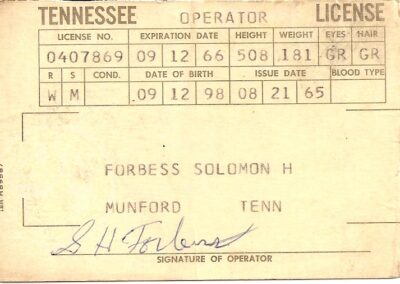 TENNESSEE OPERATOR LICENSE
LICENSE NO. EXPIRATION DATE HEIGHT WEIGHT EYES HAIR
0407869 09 12 66 508 181 GR GR
R S COND. DATE OF BIRTH ISSUE DATE BLOOD TYPE
W M 09 12 98 08 21 65
FORBESS SOLOMON H
MUNFORD TENN
S H Forbess
SIGNATURE OF OPERATOR